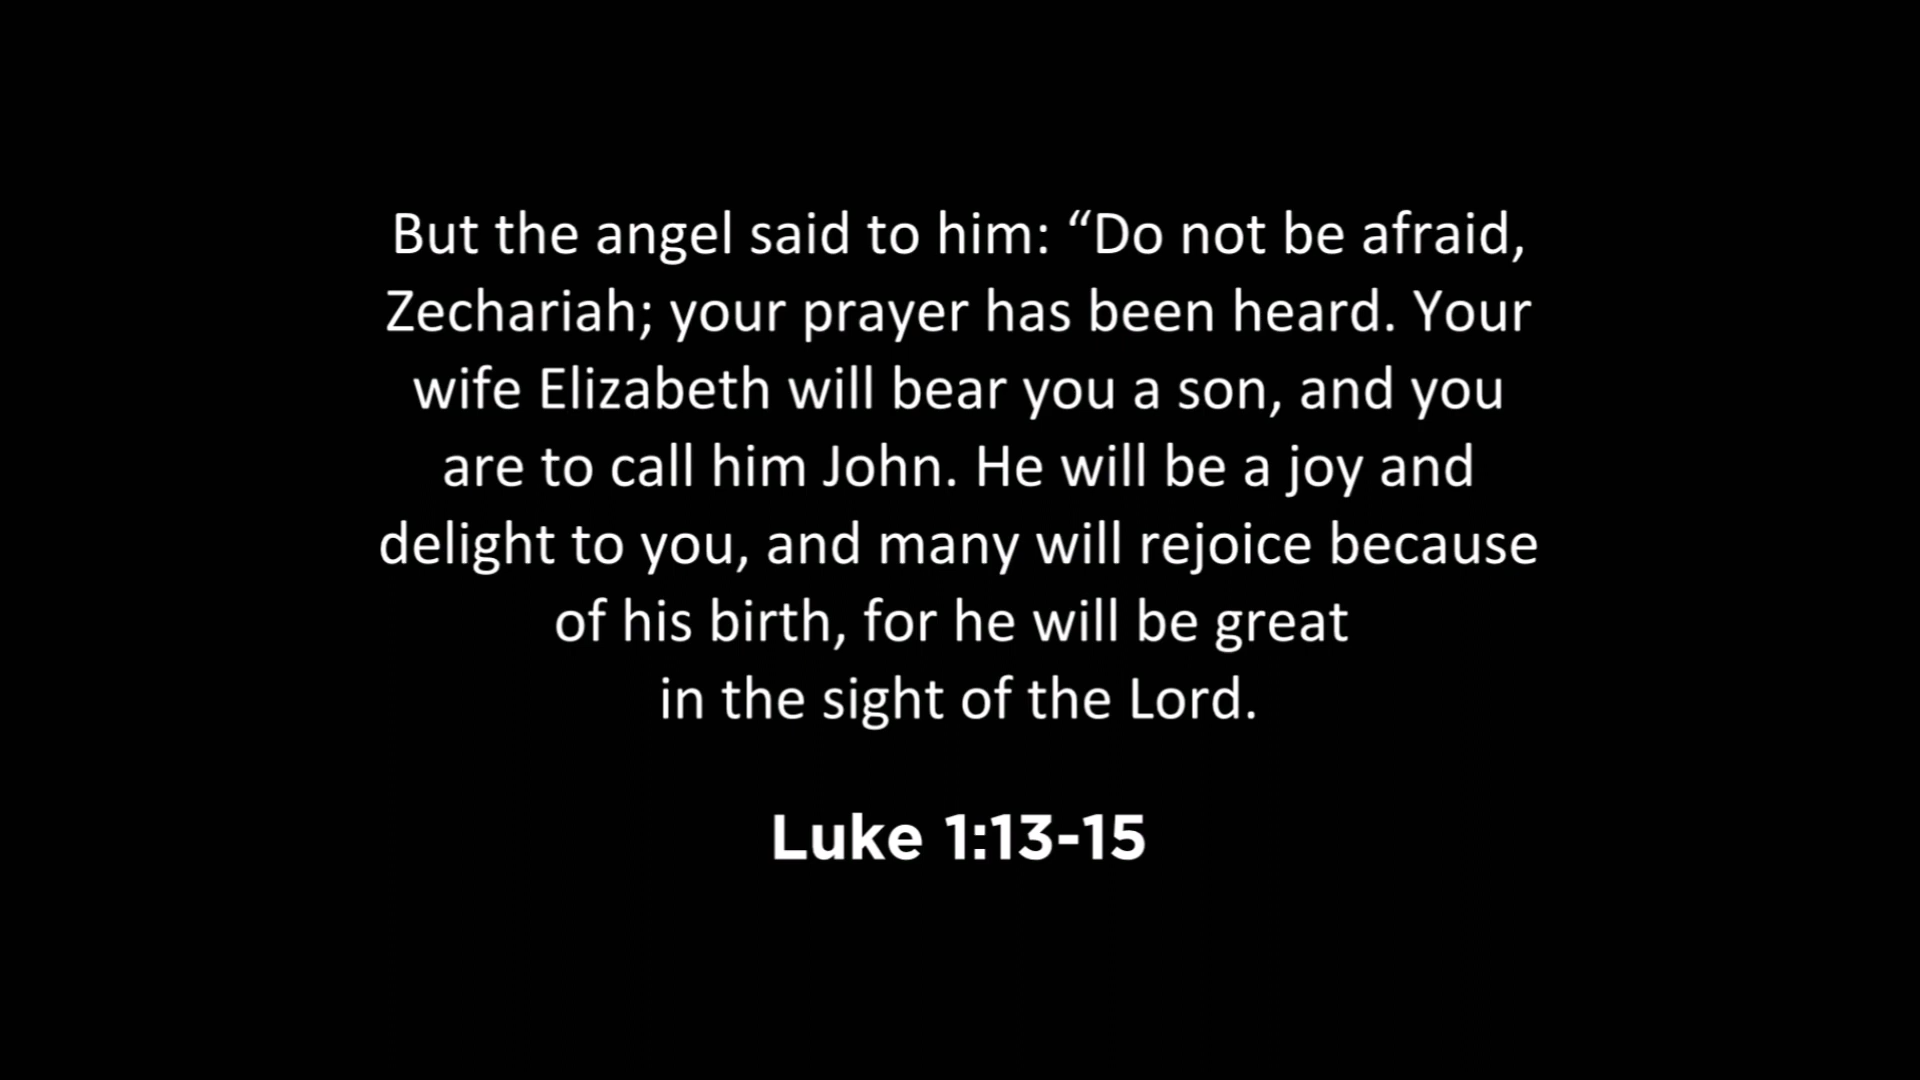 But the angel said to him: “Do not be afraid,
Zechariah; your prayer has been heard. Your
wife Elizabeth will bear you a son, and you
are to call him John. He will be a joy and
delight to you, and many will rejoice because
of his birth, for he will be great
in the sight of the Lord.
Luke 1:13-15